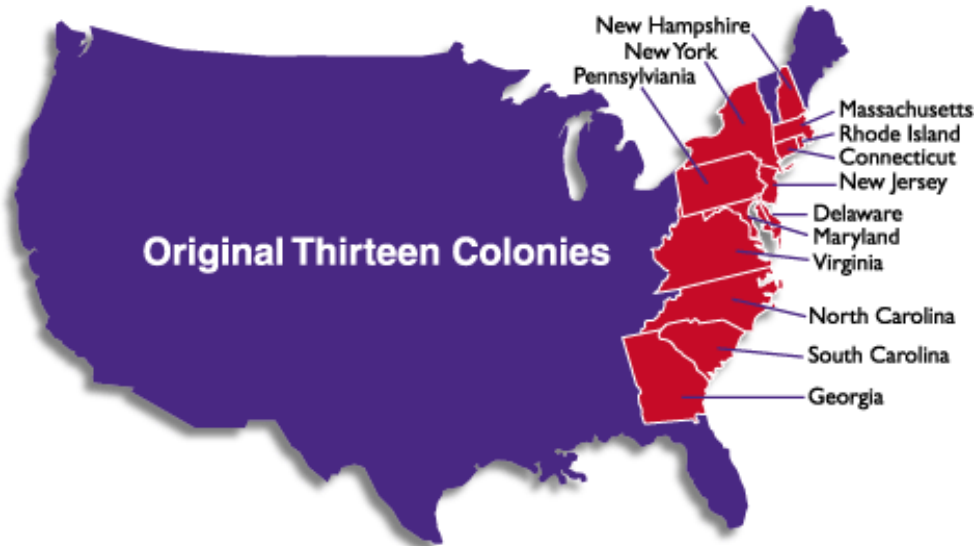 New Hampshire
New York
Pennsylviania
Massachusetts
Rhode Island
Connecticut
New Jersey
Delaware
Maryland
Original Thirteen Colonies
Virginia
North Carolina
South Carolina
Georgia